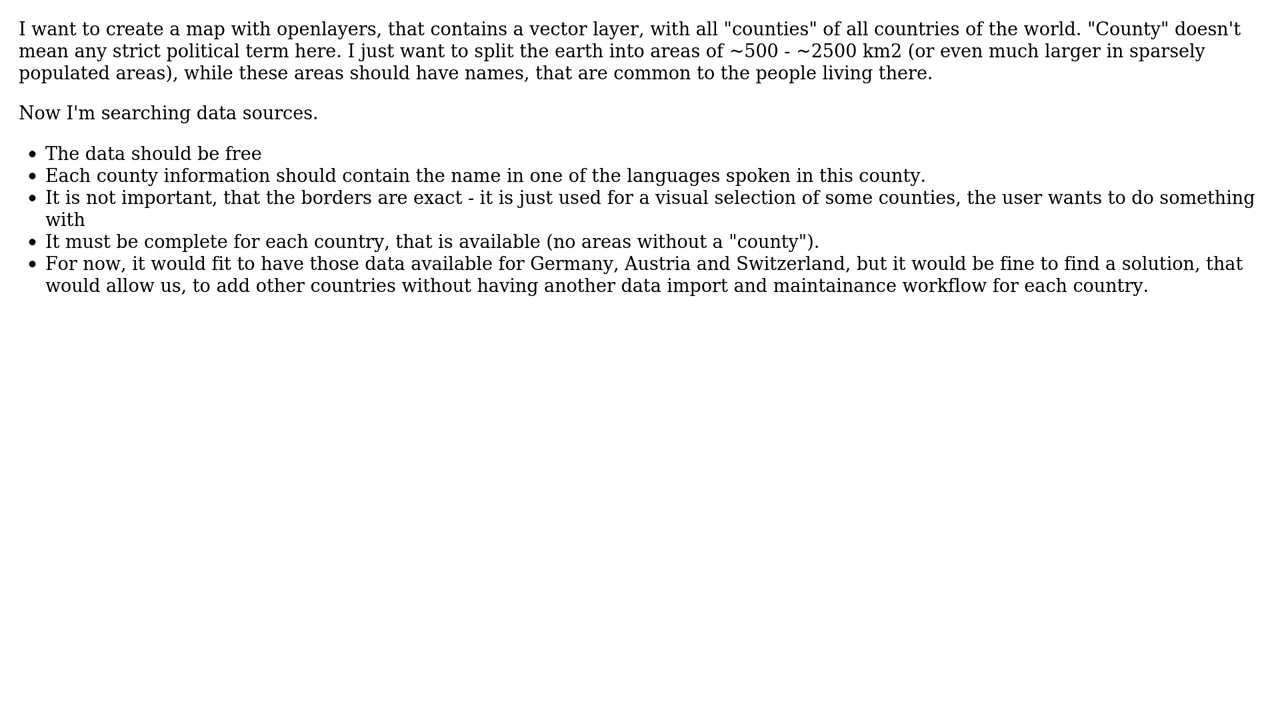 I want to create a map with openlayers, that contains a vector layer, with all "counties" of all countries of the world. "County" doesn't
mean any strict political term here. I just want to split the earth into areas of ~500 - ~2500 km2 (or even much larger in sparsely
populated areas), while these areas should have names, that are common to the people living there.
Now I'm searching data sources.
• The data should be free
• Each county information should contain the name in one of the languages spoken in this county.
• It is not important, that the borders are exact - it is just used for a visual selection of some counties, the user wants to do something
with
• It must be complete for each country, that is available (no areas without a "county").
• For now, it would fit to have those data available for Germany, Austria and Switzerland, but it would be fine to find a solution, that
would allow us, to add other countries without having another data import and maintainance workflow for each country.